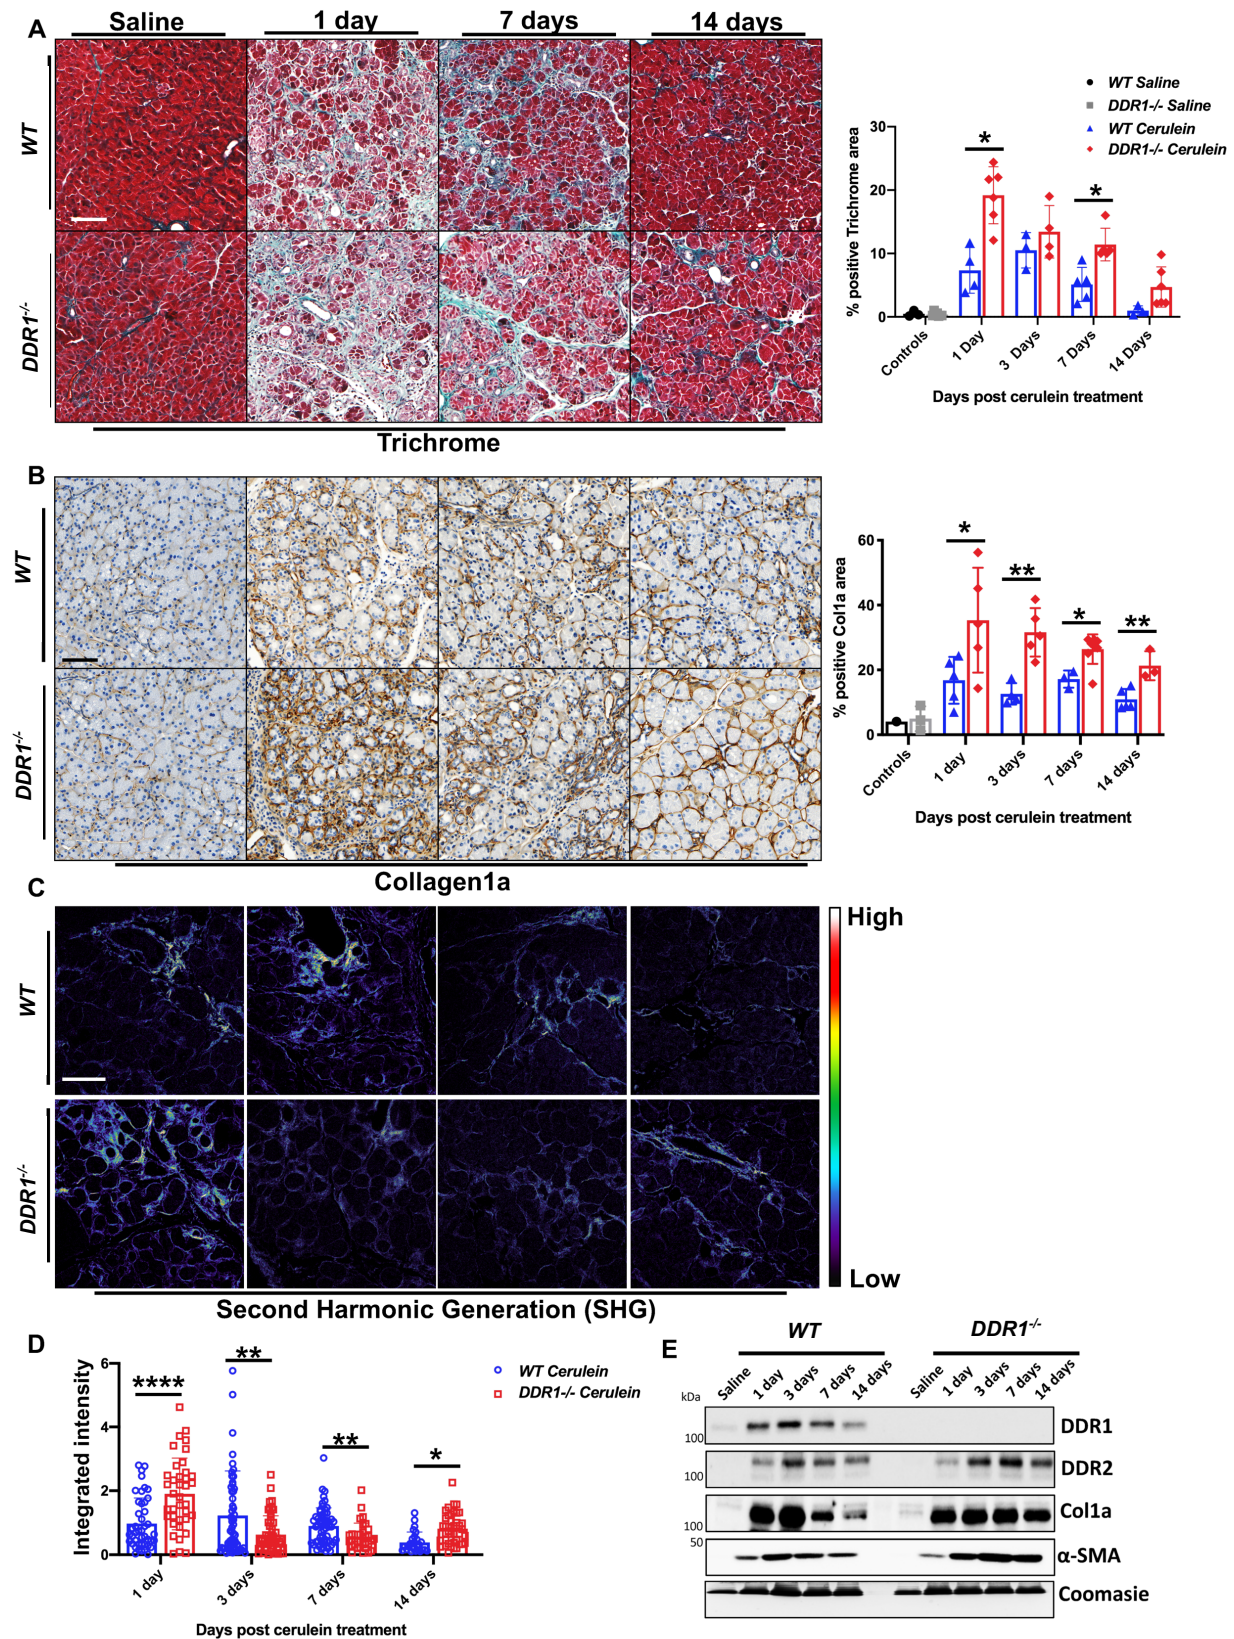 A
Saline
1 day
7 days
14 days
WT
DDR1-/-
Trichrome
WT Saline
DDR1-/- Saline
WT Cerulein
DDR1-/- Cerulein
% positive Trichrome area
30
20
10
0
*
*
Controls
1 Day
3 Days
7 Days
14 Days
Days post cerulein treatment
B
WT
DDR1-/-
Collagen1a
% positive Col1a area
60
40
20
0
*
**
*
**
Controls
1 day
3 days
7 days
14 days
Days post cerulein treatment
C
WT
DDR1-/-
High
Low
Second Harmonic Generation (SHG)
D
Integrated intensity
6
4
2
0
****
**
**
*
WT Cerulein
DDR1-/- Cerulein
1 day
3 days
7 days
14 days
Days post cerulein treatment
E
WT
DDR1-/-
kDa
Saline
1 day
3 days
7 days
14 days
Saline
1 day
3 days
7 days
14 days
100
DDR1
100
DDR2
100
Col1a
50
α-SMA
Coomasie